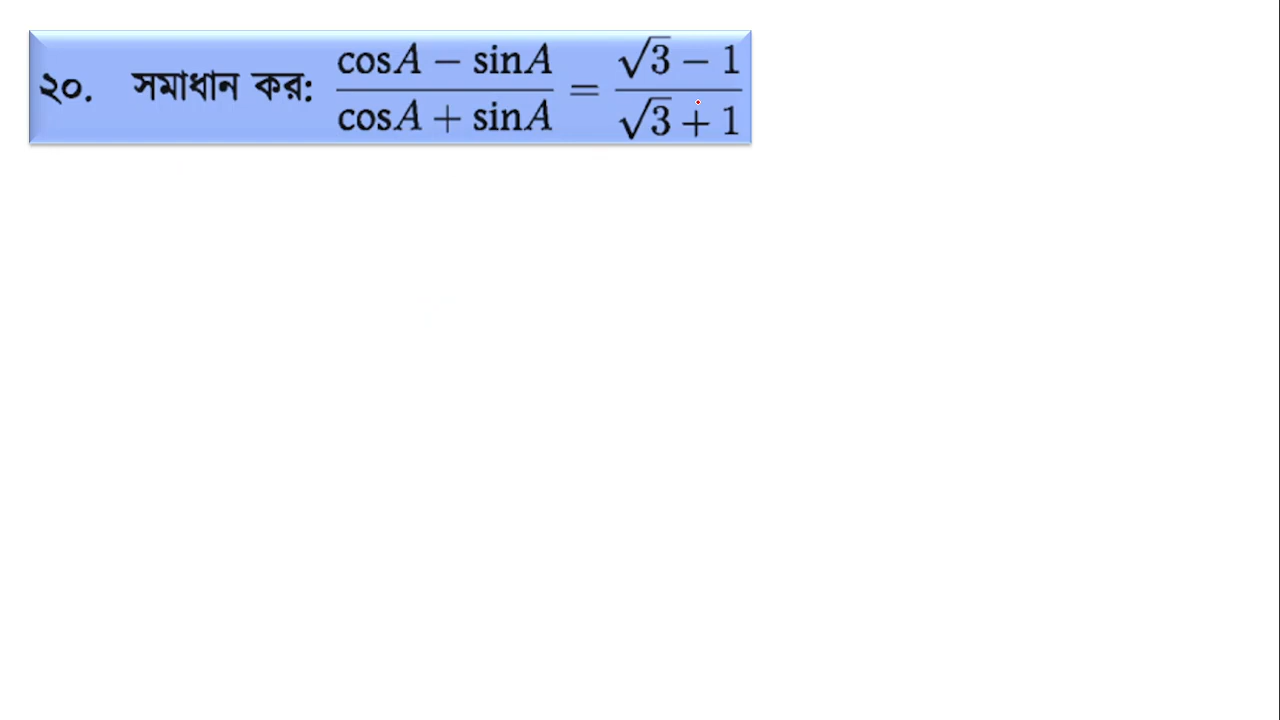 ২০. সমাধান কর: (cosA − sinA)/(cosA + sinA) = (√3 − 1)/(√3 + 1)